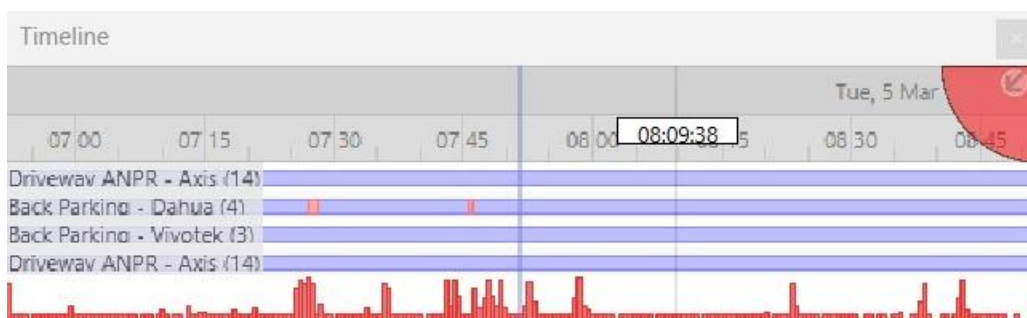 Timeline
Tue, 5 Mar
07 00 07 15 07 30 07 45 08 00 08:09:38 08 30 08 45
Driveway ANPR - Axis (14)
Back Parking - Dahua (4)
Back Parking - Vivotek (3)
Driveway ANPR - Axis (14)